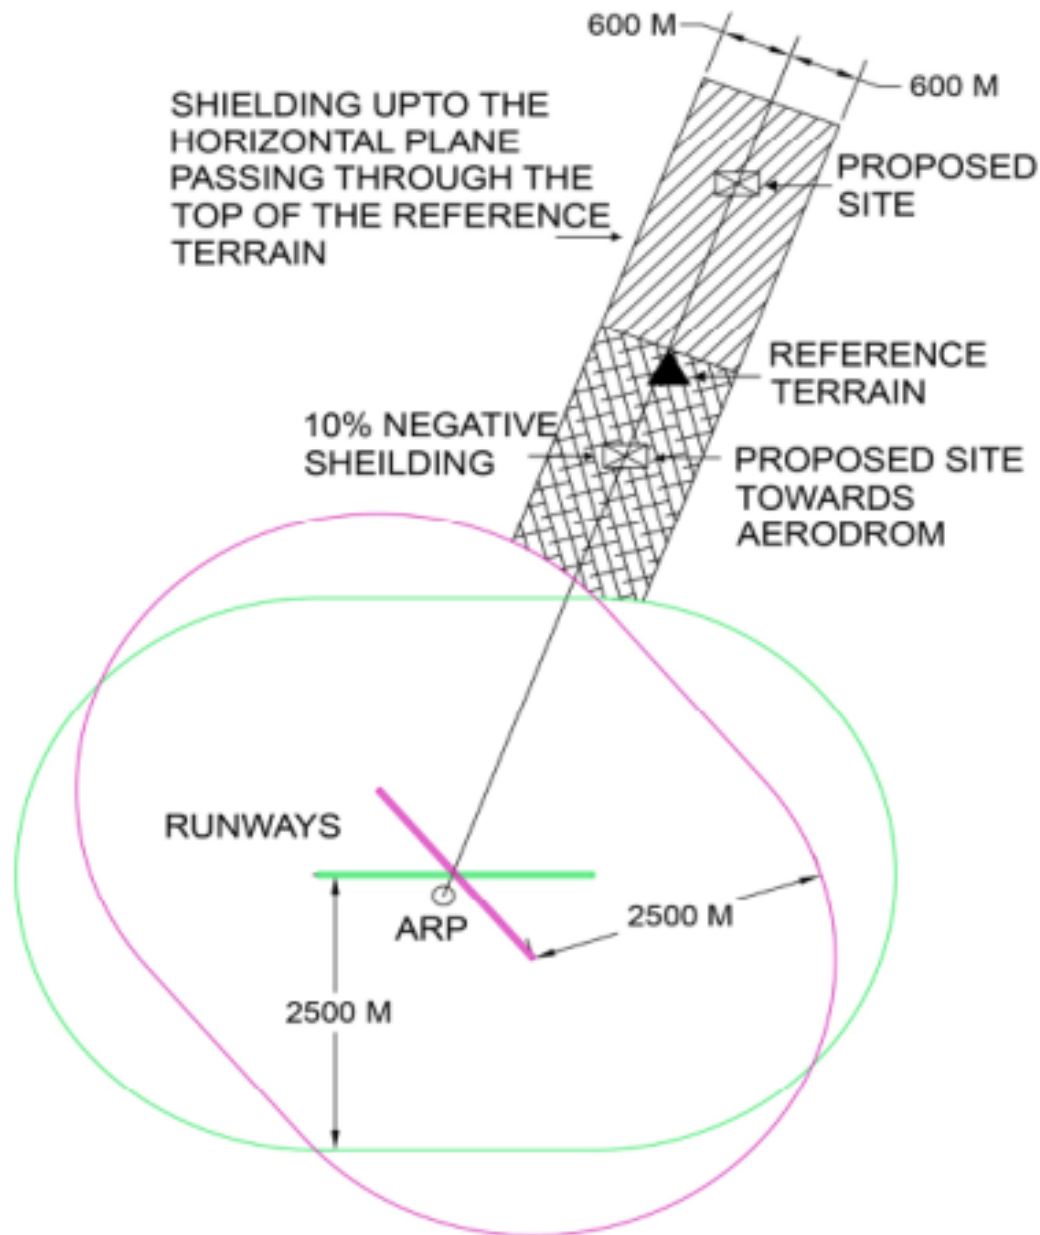 600 M
600 M
SHIELDING UPTO THE
HORIZONTAL PLANE
PASSING THROUGH THE
TOP OF THE REFERENCE
TERRAIN
PROPOSED
SITE
REFERENCE
TERRAIN
10% NEGATIVE
SHEILDING
PROPOSED SITE
TOWARDS
AERODROM
RUNWAYS
ARP
2500 M
2500 M